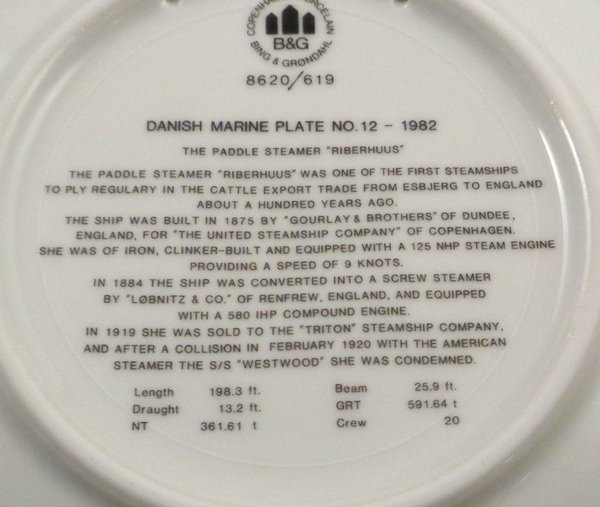 COPENHA
RCELAIN
B&G
BING & GRØNDAHL
8620/619
DANISH MARINE PLATE NO.12 – 1982
THE PADDLE STEAMER "RIBERHUUS"
THE PADDLE STEAMER "RIBERHUUS" WAS ONE OF THE FIRST STEAMSHIPS
TO PLY REGULARY IN THE CATTLE EXPORT TRADE FROM ESBJERG TO ENGLAND
ABOUT A HUNDRED YEARS AGO.
THE SHIP WAS BUILT IN 1875 BY "GOURLAY & BROTHERS" OF DUNDEE,
ENGLAND, FOR "THE UNITED STEAMSHIP COMPANY" OF COPENHAGEN.
SHE WAS OF IRON, CLINKER-BUILT AND EQUIPPED WITH A 125 NHP STEAM ENGINE
PROVIDING A SPEED OF 9 KNOTS.
IN 1884 THE SHIP WAS CONVERTED INTO A SCREW STEAMER
BY "LØBNITZ & CO." OF RENFREW, ENGLAND, AND EQUIPPED
WITH A 580 IHP COMPOUND ENGINE.
IN 1919 SHE WAS SOLD TO THE "TRITON" STEAMSHIP COMPANY,
AND AFTER A COLLISION IN FEBRUARY 1920 WITH THE AMERICAN
STEAMER THE S/S "WESTWOOD" SHE WAS CONDEMNED.
Length 198.3 ft. Beam 25.9 ft.
Draught 13.2 ft. GRT 591.64 t
NT 361.61 t Crew 20